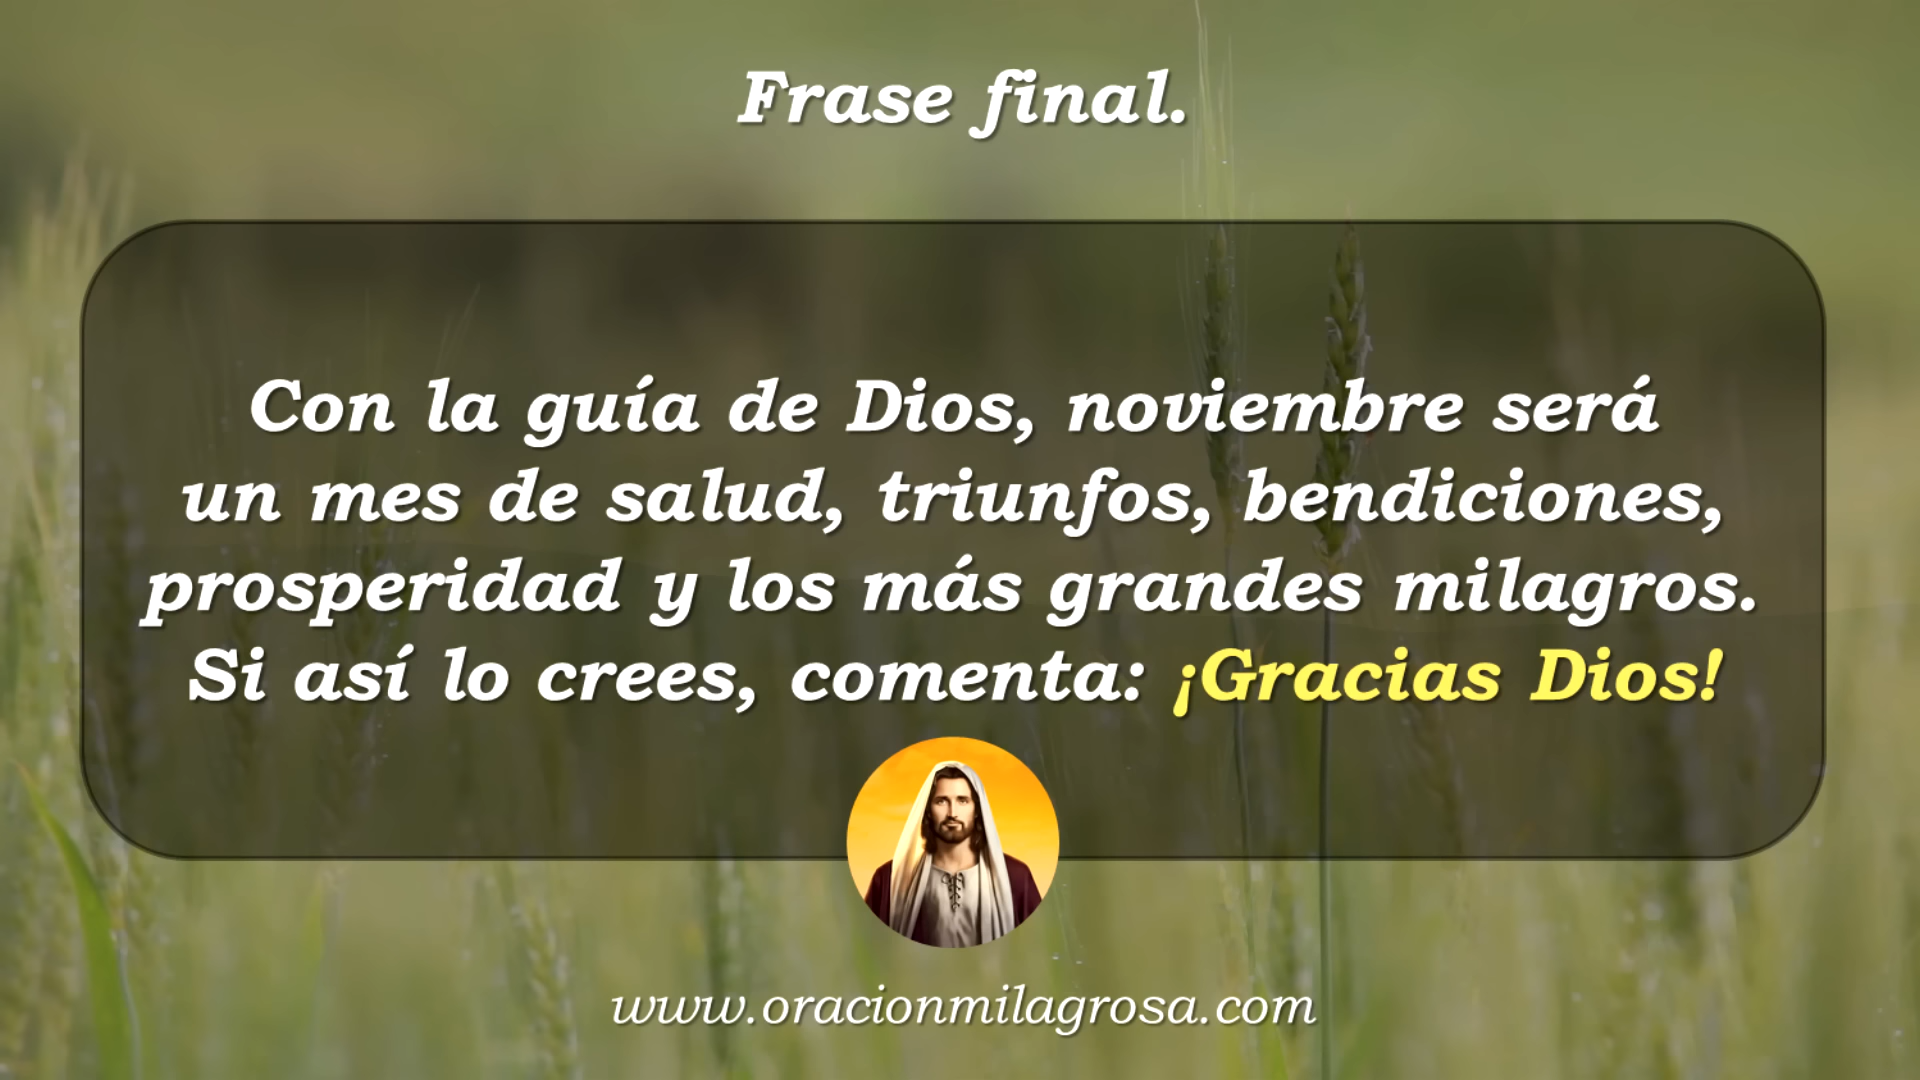 Frase final.
Con la guía de Dios, noviembre será
un mes de salud, triunfos, bendiciones,
prosperidad y los más grandes milagros.
Si así lo crees, comenta: ¡Gracias Dios!
www.oracionmilagrosa.com